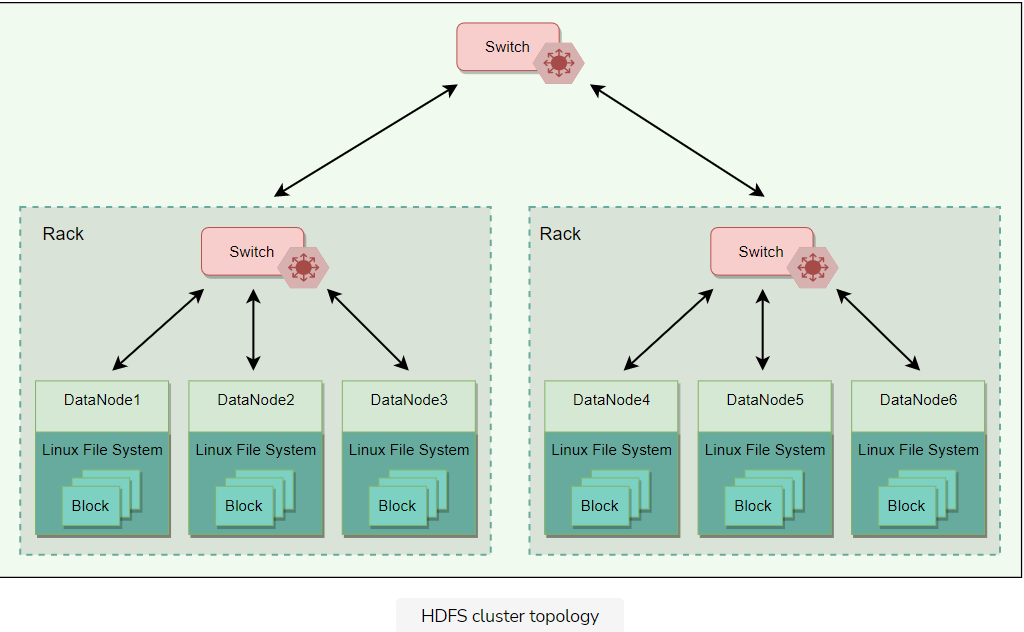 Switch
Rack
Switch
DataNode1
Linux File System
Block
DataNode2
Linux File System
Block
DataNode3
Linux File System
Block
Rack
Switch
DataNode4
Linux File System
Block
DataNode5
Linux File System
Block
DataNode6
Linux File System
Block
HDFS cluster topology